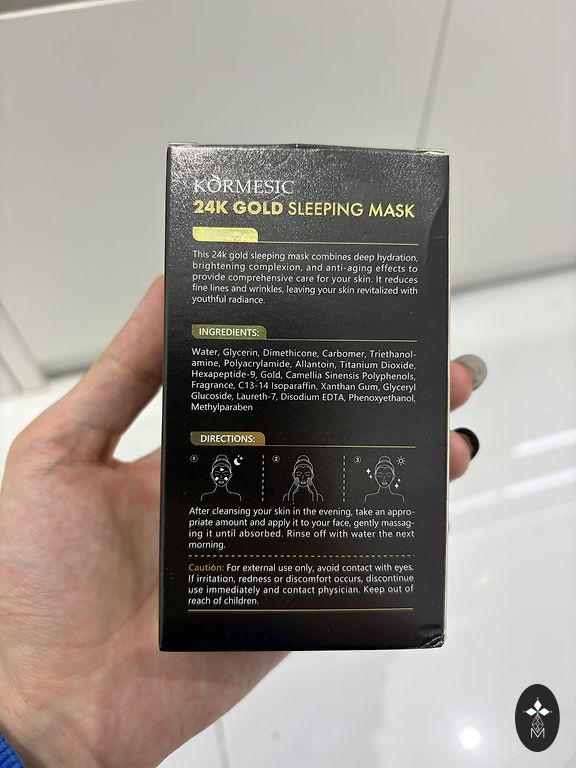 KÒRMESIC
24K GOLD SLEEPING MASK
This 24k gold sleeping mask combines deep hydration,
brightening complexion, and anti-aging effects to
provide comprehensive care for your skin. It reduces
fine lines and wrinkles, leaving your skin revitalized with
youthful radiance.
INGREDIENTS:
Water, Glycerin, Dimethicone, Carbomer, Triethanol-
amine, Polyacrylamide, Allantoin, Titanium Dioxide,
Hexapeptide-9, Gold, Camellia Sinensis Polyphenols,
Fragrance, C13-14 Isoparaffin, Xanthan Gum, Glyceryl
Glucoside, Laureth-7, Disodium EDTA, Phenoxyethanol,
Methylparaben
DIRECTIONS:
1 2 3
After cleansing your skin in the evening, take an appro-
priate amount and apply it to your face, gently massag-
ing it until absorbed. Rinse off with water the next
morning.
Caution: For external use only, avoid contact with eyes.
If irritation, redness or discomfort occurs, discontinue
use immediately and contact physician. Keep out of
reach of children.
M